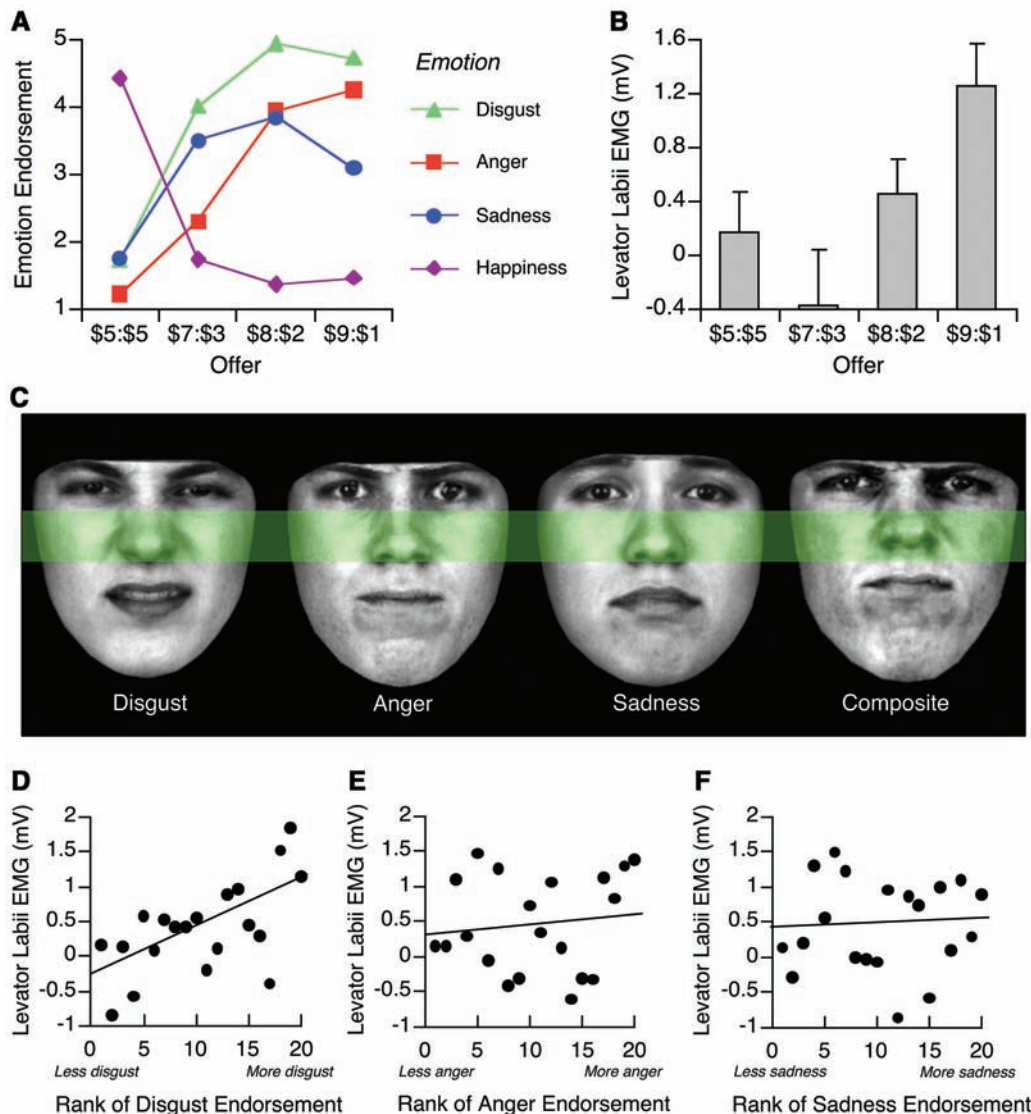 A
Emotion Endorsement
5
4
3
2
1
$5:$5 $7:$3 $8:$2 $9:$1
Offer
Emotion
Disgust
Anger
Sadness
Happiness
B
Levator Labii EMG (mV)
1.6
1.2
0.4
0
-0.4
$5:$5 $7:$3 $8:$2 $9:$1
Offer
C
Disgust Anger Sadness Composite
D
Levator Labii EMG (mV)
2
1.5
1
0.5
0
-0.5
-1
0 5 10 15 20
Less disgust More disgust
Rank of Disgust Endorsement
E
Levator Labii EMG (mV)
2
1.5
1
0.5
0
-0.5
-1
0 5 10 15 20
Less anger More anger
Rank of Anger Endorsement
F
Levator Labii EMG (mV)
2
1.5
1
0.5
0
-0.5
-1
0 5 10 15 20
Less sadness More sadness
Rank of Sadness Endorsement